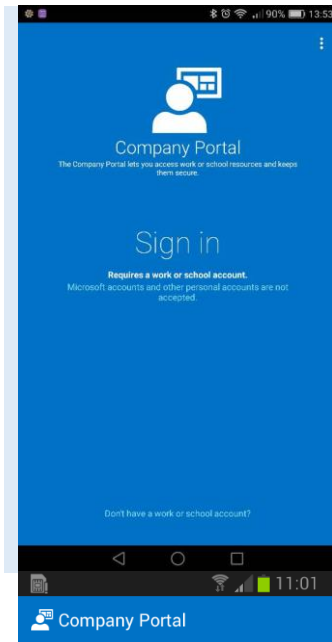 90% 13:53
Company Portal
The Company Portal lets you access work or school resources and keeps
them secure.
Sign in
Requires a work or school account.
Microsoft accounts and other personal accounts are not
accepted.
Don't have a work or school account?
11:01
Company Portal